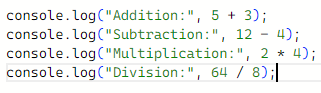 console.log("Addition:", 5 + 3);
console.log("Subtraction:", 12 - 4);
console.log("Multiplication:", 2 * 4);
console.log("Division:", 64 / 8);